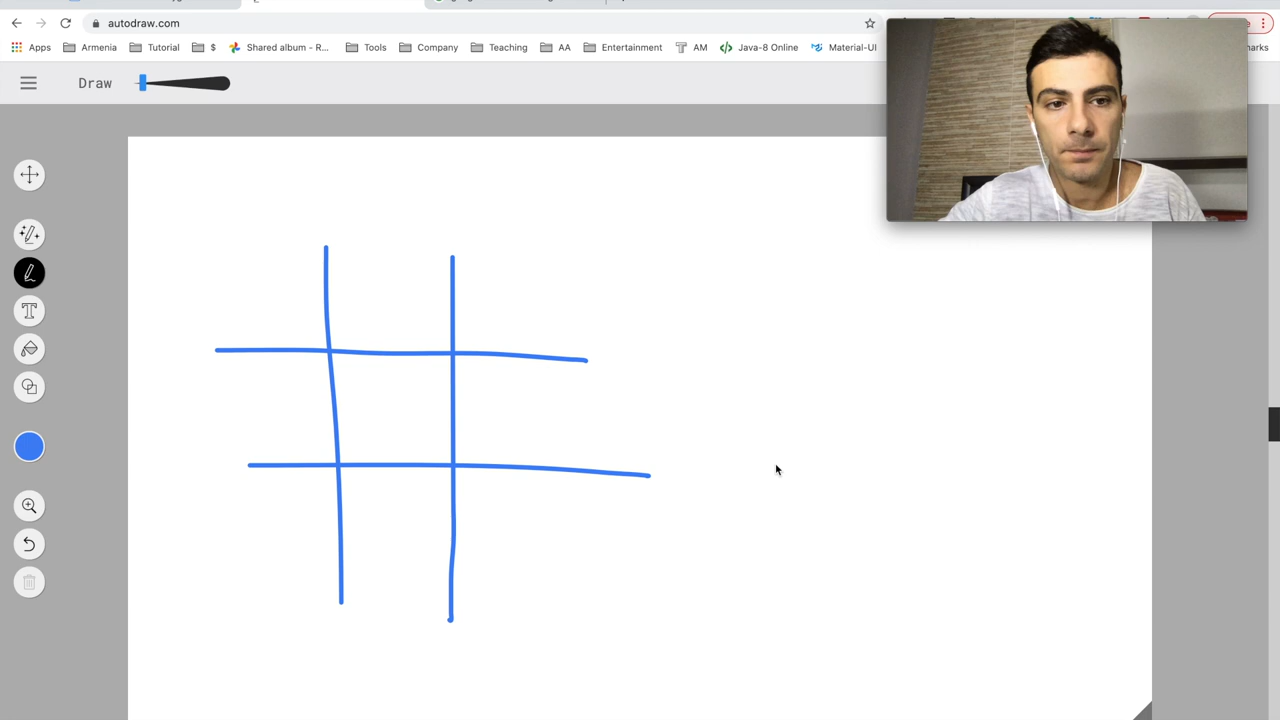 autodraw.com
Apps Armenia Tutorial $ Shared album - R... Tools Company Teaching AA Entertainment AM Java-8 Online Material-UI
Draw